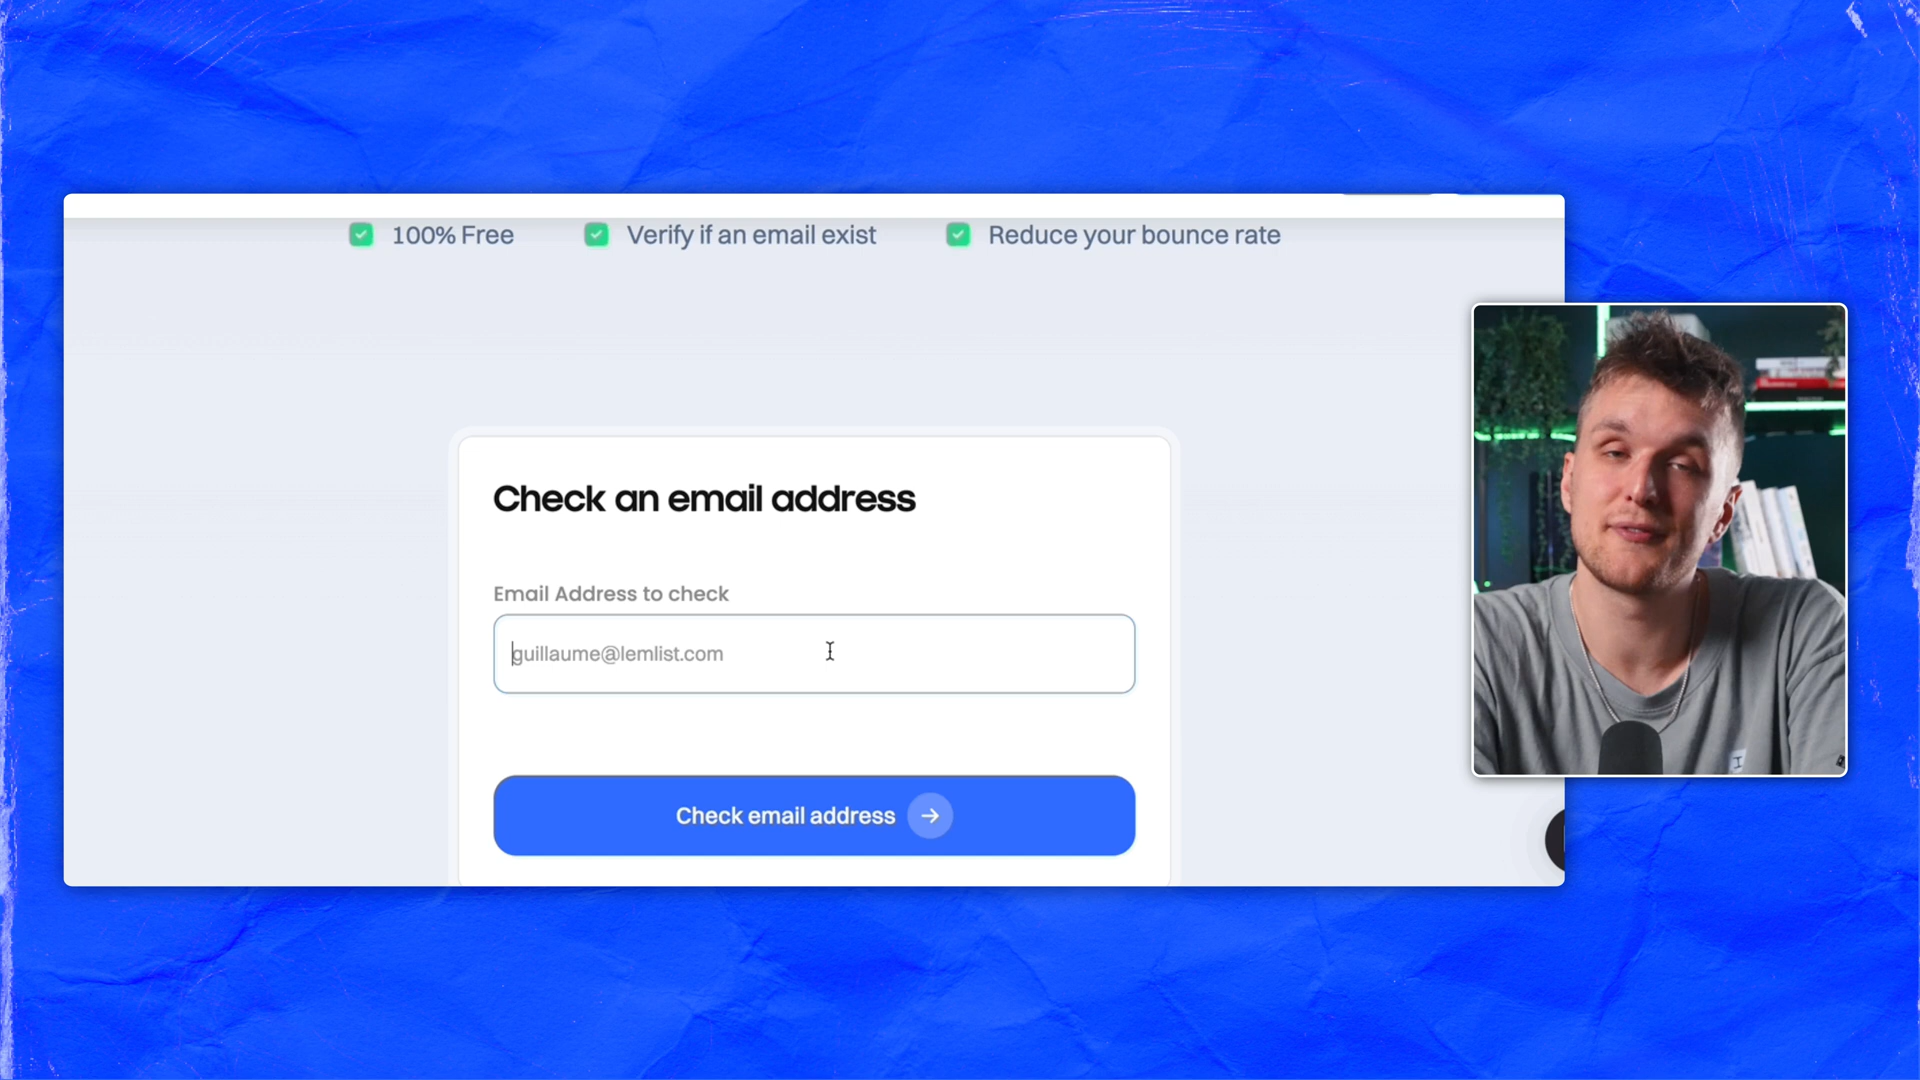 100% Free
Verify if an email exist
Reduce your bounce rate
Check an email address
Email Address to check
guillaume@lemlist.com
Check email address